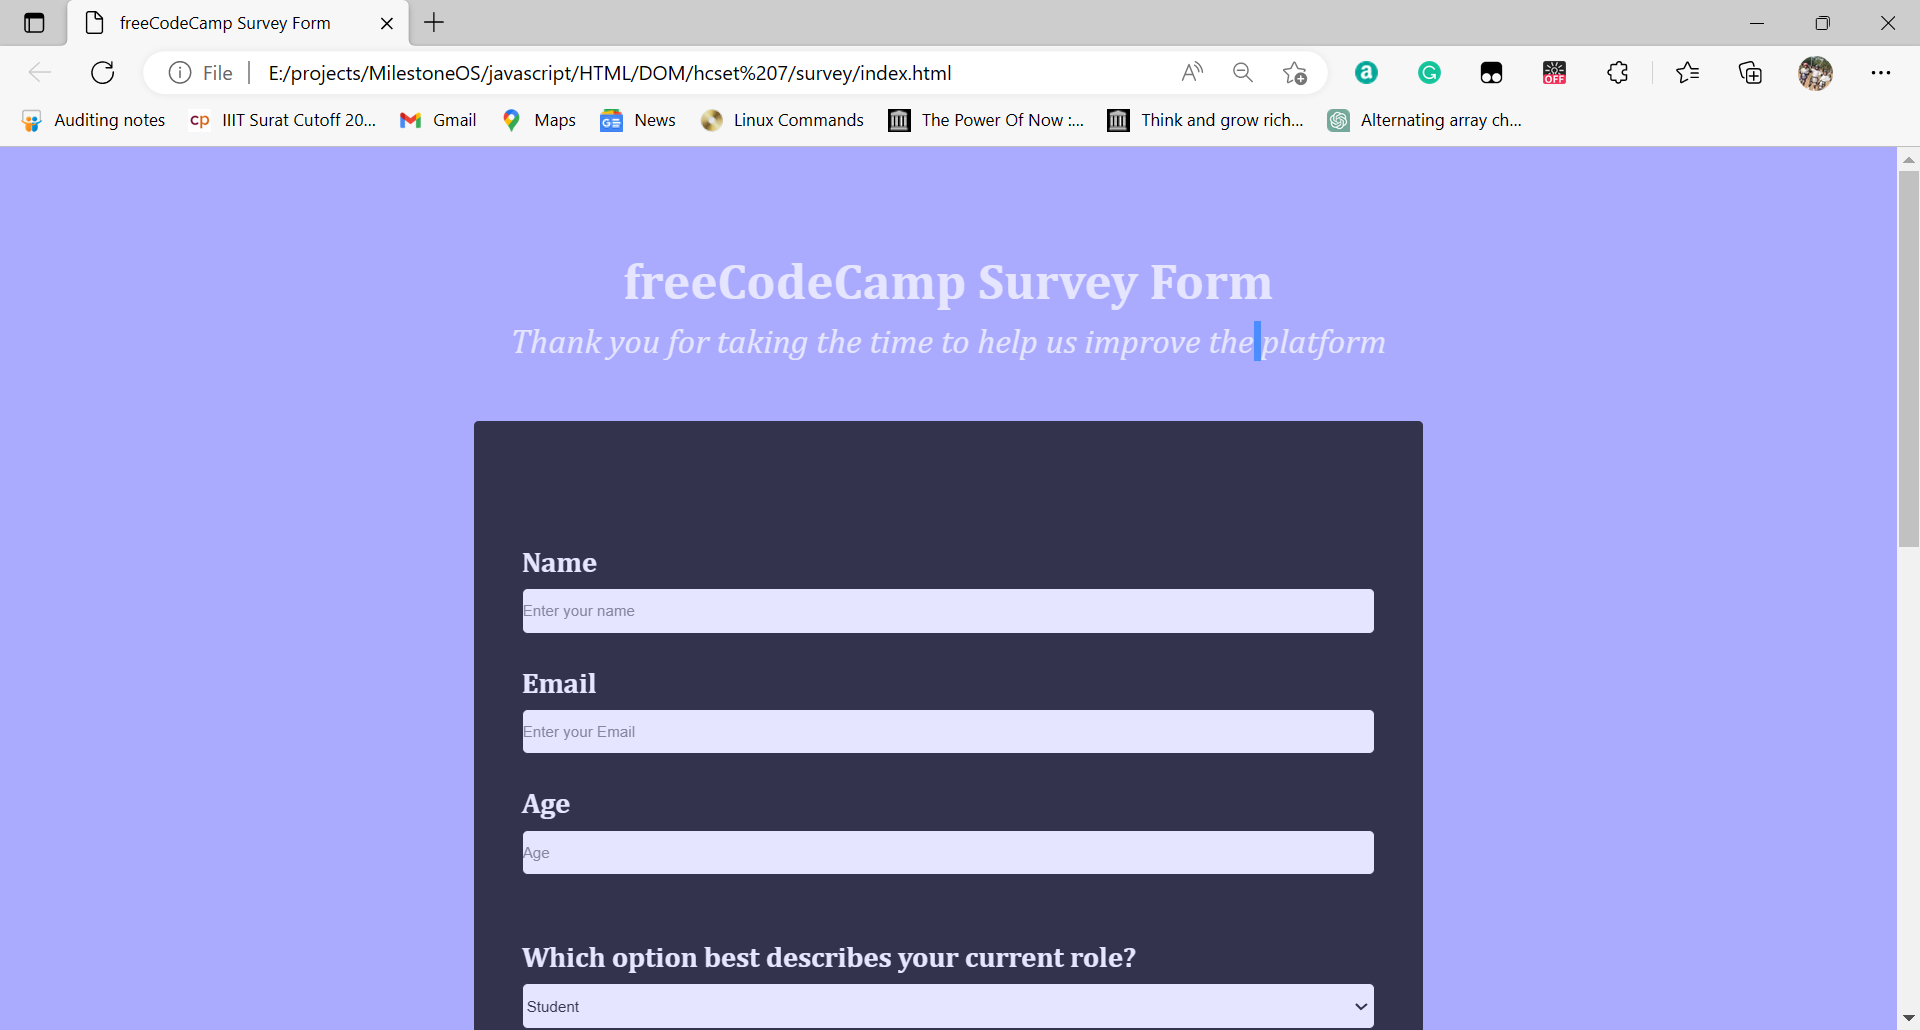 freeCodeCamp Survey Form
File
E:/projects/MilestoneOS/javascript/HTML/DOM/hcset%207/survey/index.html
A
a
G
OFF
Auditing notes
cp IIIT Surat Cutoff 20...
Gmail
Maps
GE News
Linux Commands
The Power Of Now :...
Think and grow rich...
Alternating array ch...
freeCodeCamp Survey Form
Thank you for taking the time to help us improve the platform
Name
Enter your name
Email
Enter your Email
Age
Age
Which option best describes your current role?
Student